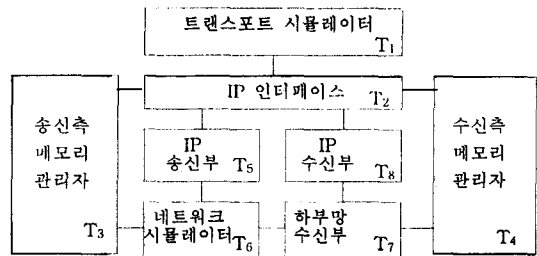 트랜스포트 시뮬레이터
T1
IP 인터페이스
T2
송신측
메모리
관리자
T3
IP
송신부 T5
IP
수신부 T8
수신측
메모리
관리자
T4
네트워크
시뮬레이터 T6
하부망
수신부 T7